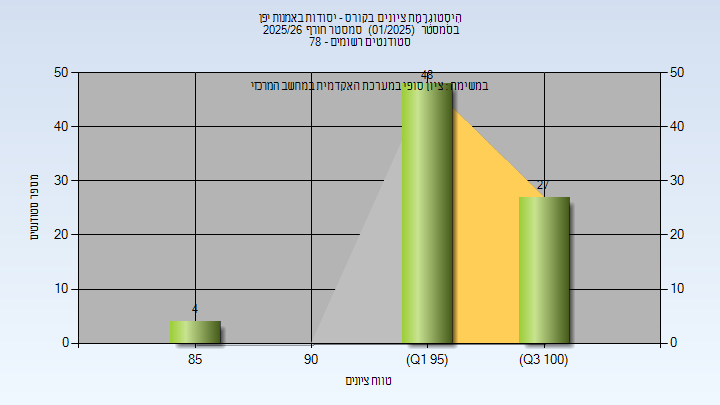 היסטוגרמת ציונים בקורס - יסודות באמנות יפן
בסמסטר (01/2025) סמסטר חורף 2025/26
סטודנטים רשומים - 78
במשימת: ציון סופי במערכת האקדמית במחשב המרכזי
50
40
30
20
10
0
50
40
30
20
10
0
4
48
27
85
90
(Q1 95)
(Q3 100)
מספר סטודנטים
טווח ציונים